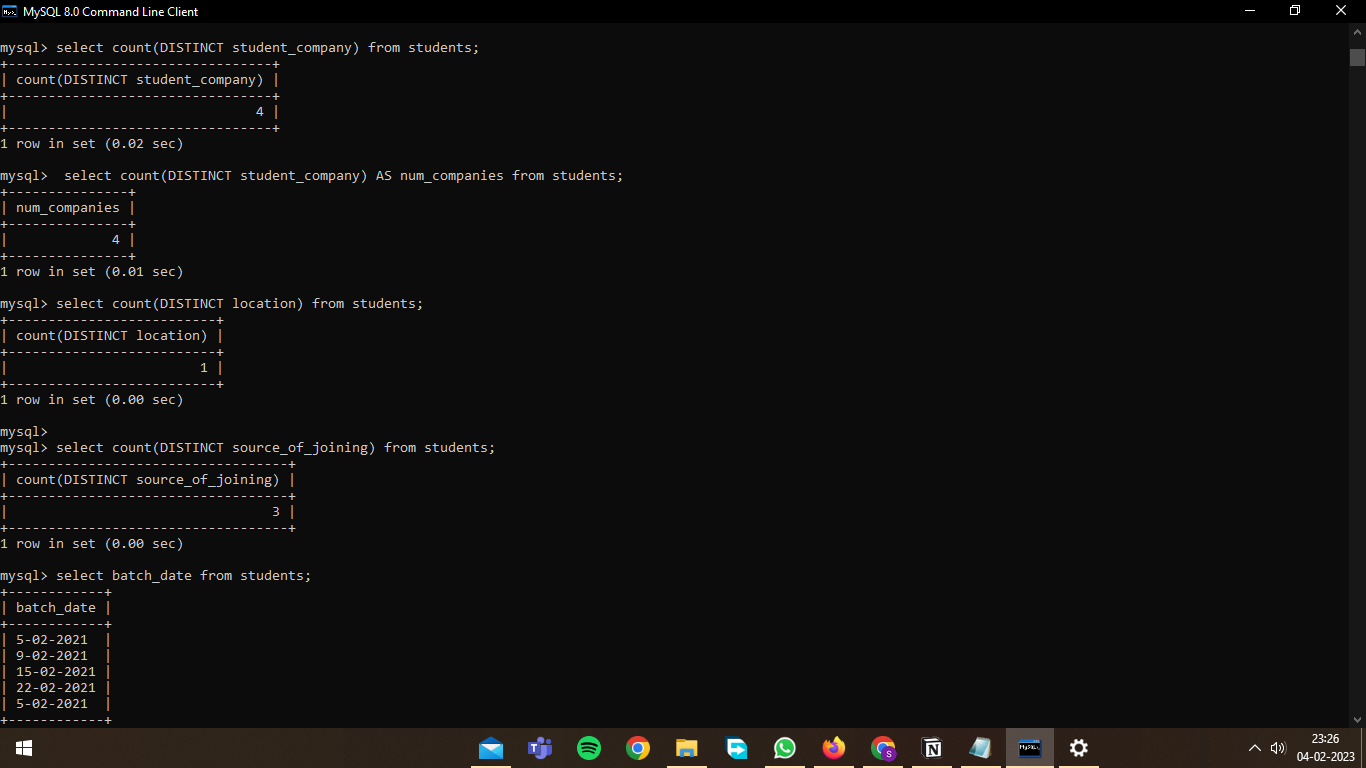 MySQL 8.0 Command Line Client
mysql> select count(DISTINCT student_company) from students;
+---------------------------------+
| count(DISTINCT student_company) |
+---------------------------------+
|                               4 |
+---------------------------------+
1 row in set (0.02 sec)
mysql>  select count(DISTINCT student_company) AS num_companies from students;
+---------------+
| num_companies |
+---------------+
|             4 |
+---------------+
1 row in set (0.01 sec)
mysql> select count(DISTINCT location) from students;
+--------------------------+
| count(DISTINCT location) |
+--------------------------+
|                        1 |
+--------------------------+
1 row in set (0.00 sec)
mysql>
mysql> select count(DISTINCT source_of_joining) from students;
+-----------------------------------+
| count(DISTINCT source_of_joining) |
+-----------------------------------+
|                                 3 |
+-----------------------------------+
1 row in set (0.00 sec)
mysql> select batch_date from students;
+------------+
| batch_date |
+------------+
| 5-02-2021  |
| 9-02-2021  |
| 15-02-2021 |
| 22-02-2021 |
| 5-02-2021  |
+------------+
23:26
04-02-2023